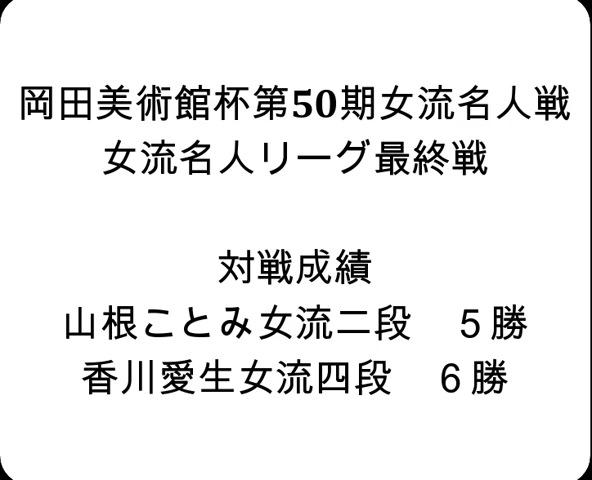 岡田美術館杯第50期女流名人戦
女流名人リーグ最終戦
対戦成績
山根ことみ女流二段　５勝
香川愛生女流四段　６勝